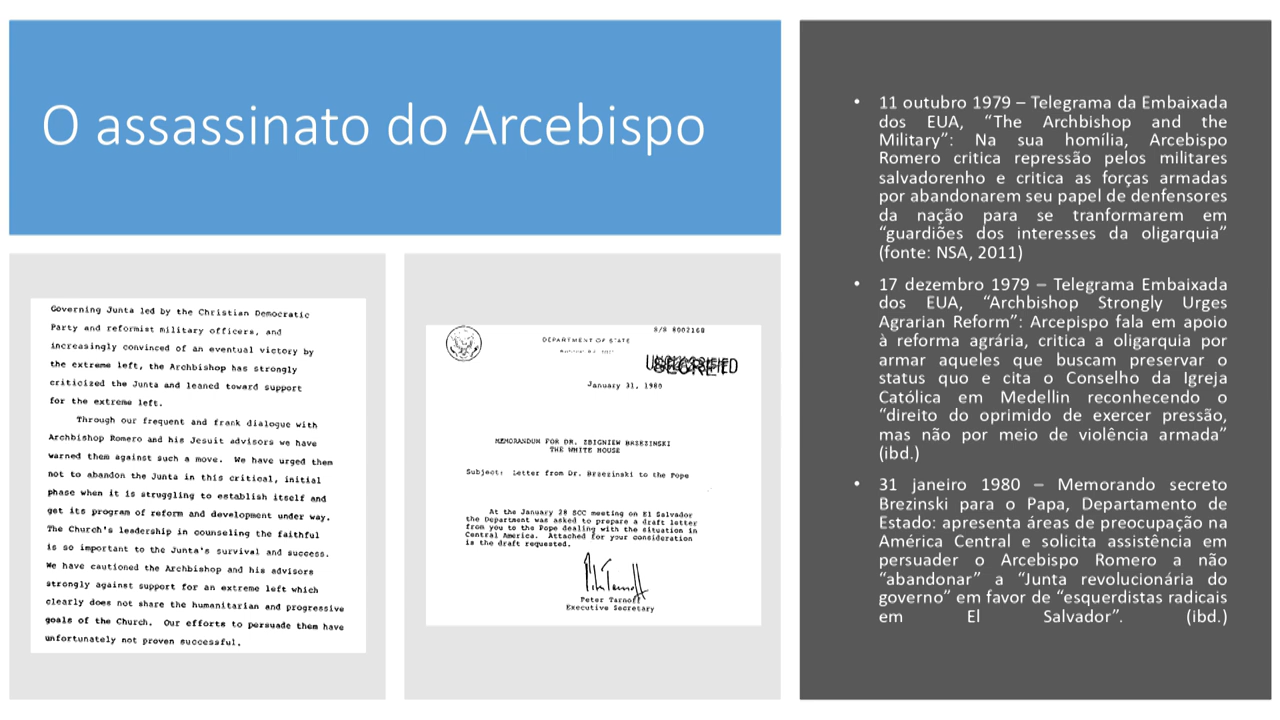 O assassinato do Arcebispo
Governing Junta led by the Christian Democratic
Party and reformist military officers, and
increasingly convinced of an eventual victory by
the extreme left, the Archbishop has strongly
criticized the Junta and leaned toward support
for the extreme left.
Through our frequent and frank dialogue with
Archbishop Romero and his Jesuit advisors we have
warned them against such a move. We have urged them
not to abandon the Junta in this critical, initial
phase when it is struggling to establish itself and
get its program of reform and development under way.
The Church's leadership in counseling the faithful
is so important to the Junta's survival and success.
We have cautioned the Archbishop and his advisors
strongly against support for an extreme left which
clearly does not share the humanitarian and progressive
goals of the Church. Our efforts to persuade them have
unfortunately not proven successful.
S/S 8002160
DEPARTMENT OF STATE
UNCLASSIFIED
SECRET
January 31, 1980
MEMORANDUM FOR DR. ZBIGNIEW BRZEZINSKI
THE WHITE HOUSE
Subject: Letter from Dr. Brzezinski to the Pope
At the January 28 SCC meeting on El Salvador
the Department was asked to prepare a draft letter
from you to the Pope dealing with the situation in
Central America. Attached for your consideration
is the draft requested.
Peter Tarnoff
Executive Secretary
• 11 outubro 1979 – Telegrama da Embaixada
dos EUA, “The Archbishop and the
Military”: Na sua homília, Arcebispo
Romero critica repressão pelos militares
salvadorenho e critica as forças armadas
por abandonarem seu papel de denfensores
da nação para se tranformarem em
“guardiões dos interesses da oligarquia”
(fonte: NSA, 2011)
• 17 dezembro 1979 – Telegrama Embaixada
dos EUA, “Archbishop Strongly Urges
Agrarian Reform”: Arcepispo fala em apoio
à reforma agrária, critica a oligarquia por
armar aqueles que buscam preservar o
status quo e cita o Conselho da Igreja
Católica em Medellin reconhecendo o
“direito do oprimido de exercer pressão,
mas não por meio de violência armada”
(ibd.)
• 31 janeiro 1980 – Memorando secreto
Brezinski para o Papa, Departamento de
Estado: apresenta áreas de preocupação na
América Central e solicita assistência em
persuader o Arcebispo Romero a não
“abandonar” a “Junta revolucionária do
governo” em favor de “esquerdistas radicais
em El Salvador”. (ibd.)